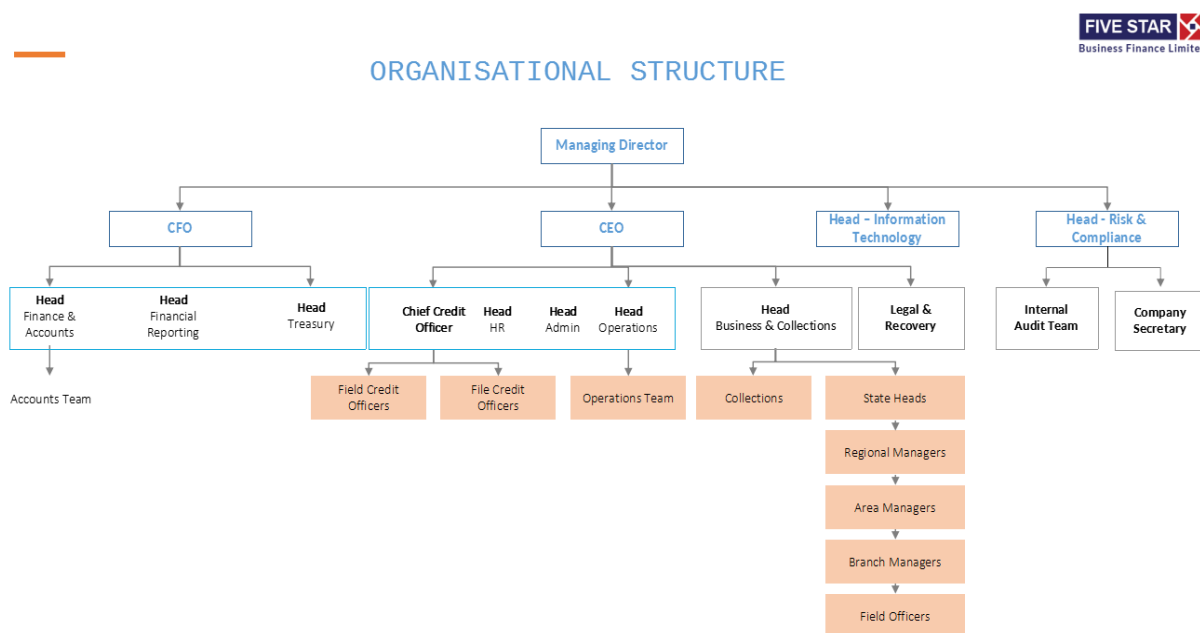 FIVE STAR
Business Finance Limite
ORGANISATIONAL STRUCTURE
Managing Director
CFO
CEO
Head – Information
Technology
Head - Risk &
Compliance
Head
Finance &
Accounts
Head
Financial
Reporting
Head
Treasury
Chief Credit
Officer
Head
HR
Head
Admin
Head
Operations
Head
Business & Collections
Legal &
Recovery
Internal
Audit Team
Company
Secretary
Accounts Team
Field Credit
Officers
File Credit
Officers
Operations Team
Collections
State Heads
Regional Managers
Area Managers
Branch Managers
Field Officers